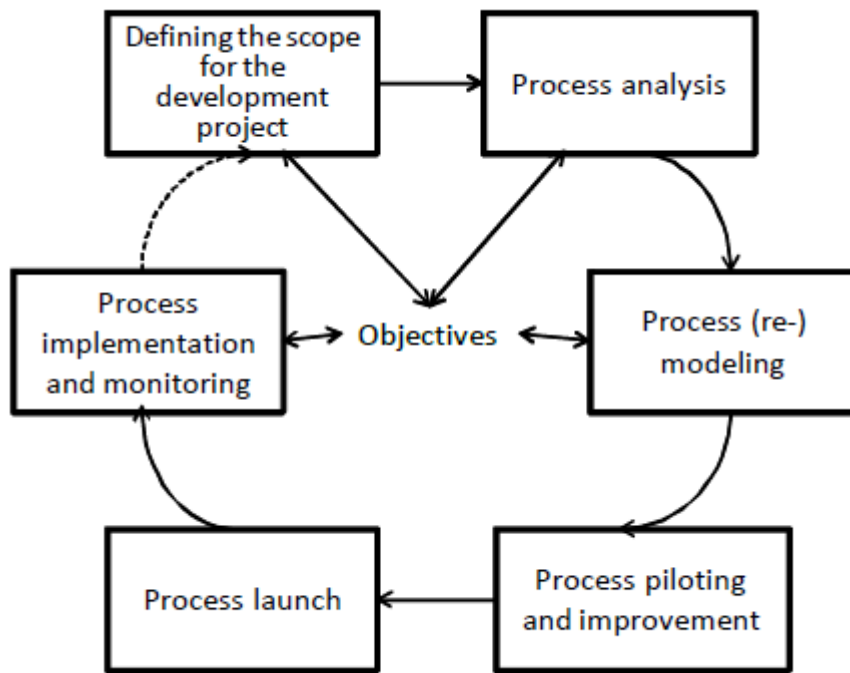 Defining the scope
for the
development
project
Process analysis
Process
implementation
and monitoring
Objectives
Process (re-)
modeling
Process launch
Process piloting
and improvement